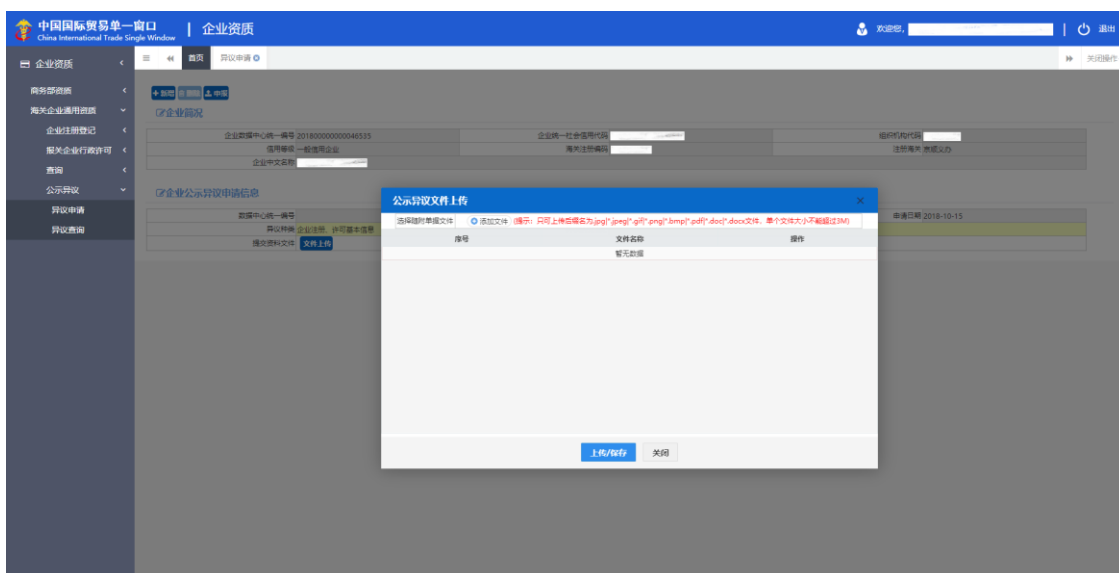 中国国际贸易单一窗口 | 企业资质
China International Trade Single Window
欢迎您,
退出
企业资质
首页 异议申请
关闭操作
商务部资质
海关企业通用资质
企业注册登记
报关企业行政许可
查询
公示异议
异议申请
异议查询
新增 申报
企业简况
企业数据中心统一编号 201800000000046535 企业统一社会信用代码 组织机构代码
信用等级 一般信用企业 海关注册编码 注册海关
企业中文名称
企业公示异议申请信息
数据中心统一编号 申请日期 2018-10-15
异议种类 企业注册、许可基本信息
提交资料文件 文件上传
公示异议文件上传
选择随附单据文件 添加文件 (提示: 只可上传后缀名为.jpg|*.jpeg|*.gif|*.png|*.bmp|*.pdf|*.doc|*.docx文件、单个文件大小不能超过3M)
序号 文件名称 操作
暂无数据
上传/保存 关闭